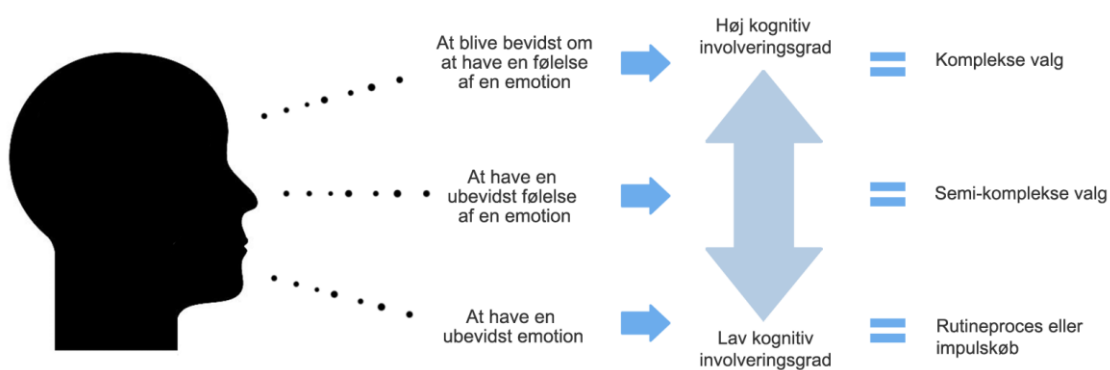 At blive bevidst om
at have en følelse
af en emotion
Høj kognitiv
involveringsgrad
Komplekse valg
At have en
ubevidst følelse
af en emotion
Semi-komplekse valg
At have en
ubevidst emotion
Lav kognitiv
involveringsgrad
Rutineproces eller
impulskøb